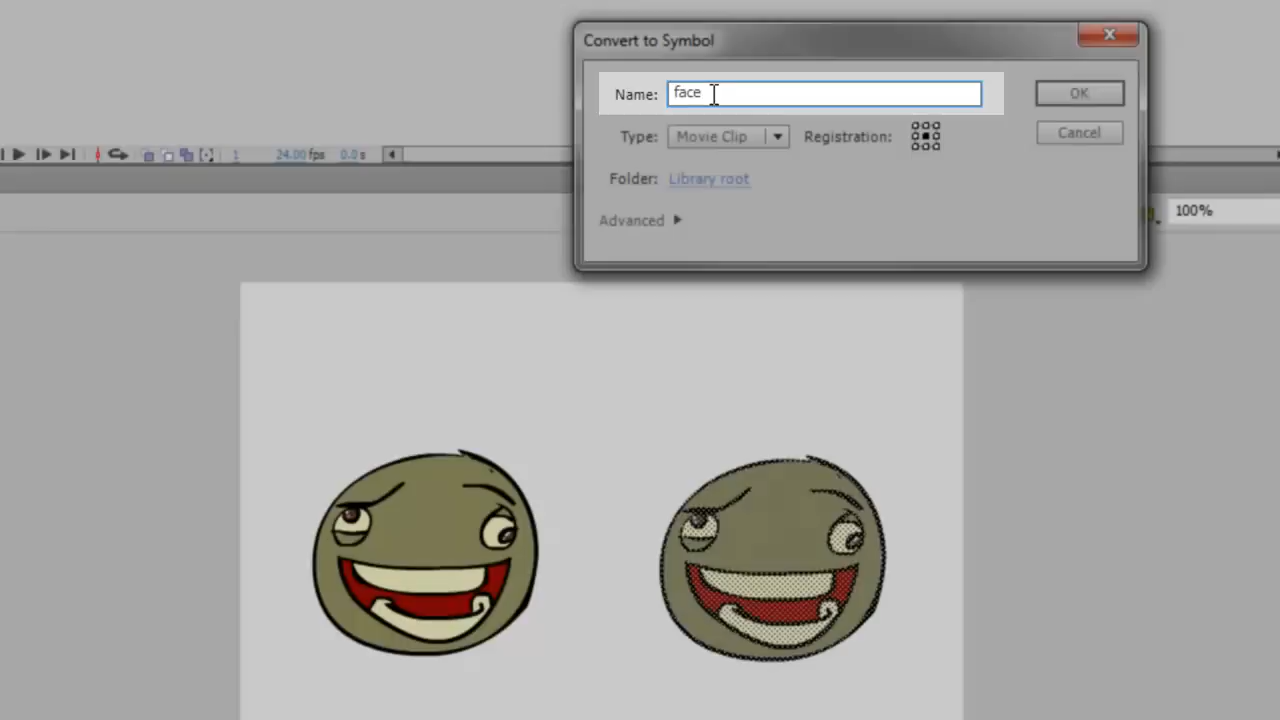 Convert to Symbol
Name: face
OK
Type: Movie Clip Registration:
Cancel
1 24.00 fps 0.0 s
Folder: Library root
100%
Advanced